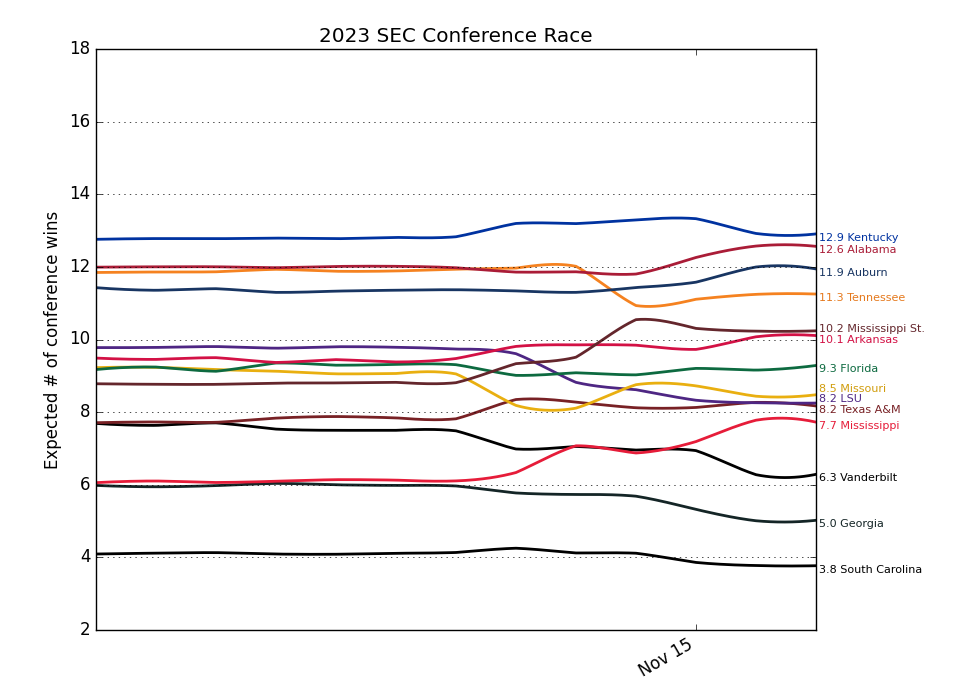 2023 SEC Conference Race
Expected # of conference wins
18
16
14
12
10
8
6
4
2
Nov 15
12.9 Kentucky
12.6 Alabama
11.9 Auburn
11.3 Tennessee
10.2 Mississippi St.
10.1 Arkansas
9.3 Florida
8.5 Missouri
8.2 LSU
8.2 Texas A&M
7.7 Mississippi
6.3 Vanderbilt
5.0 Georgia
3.8 South Carolina